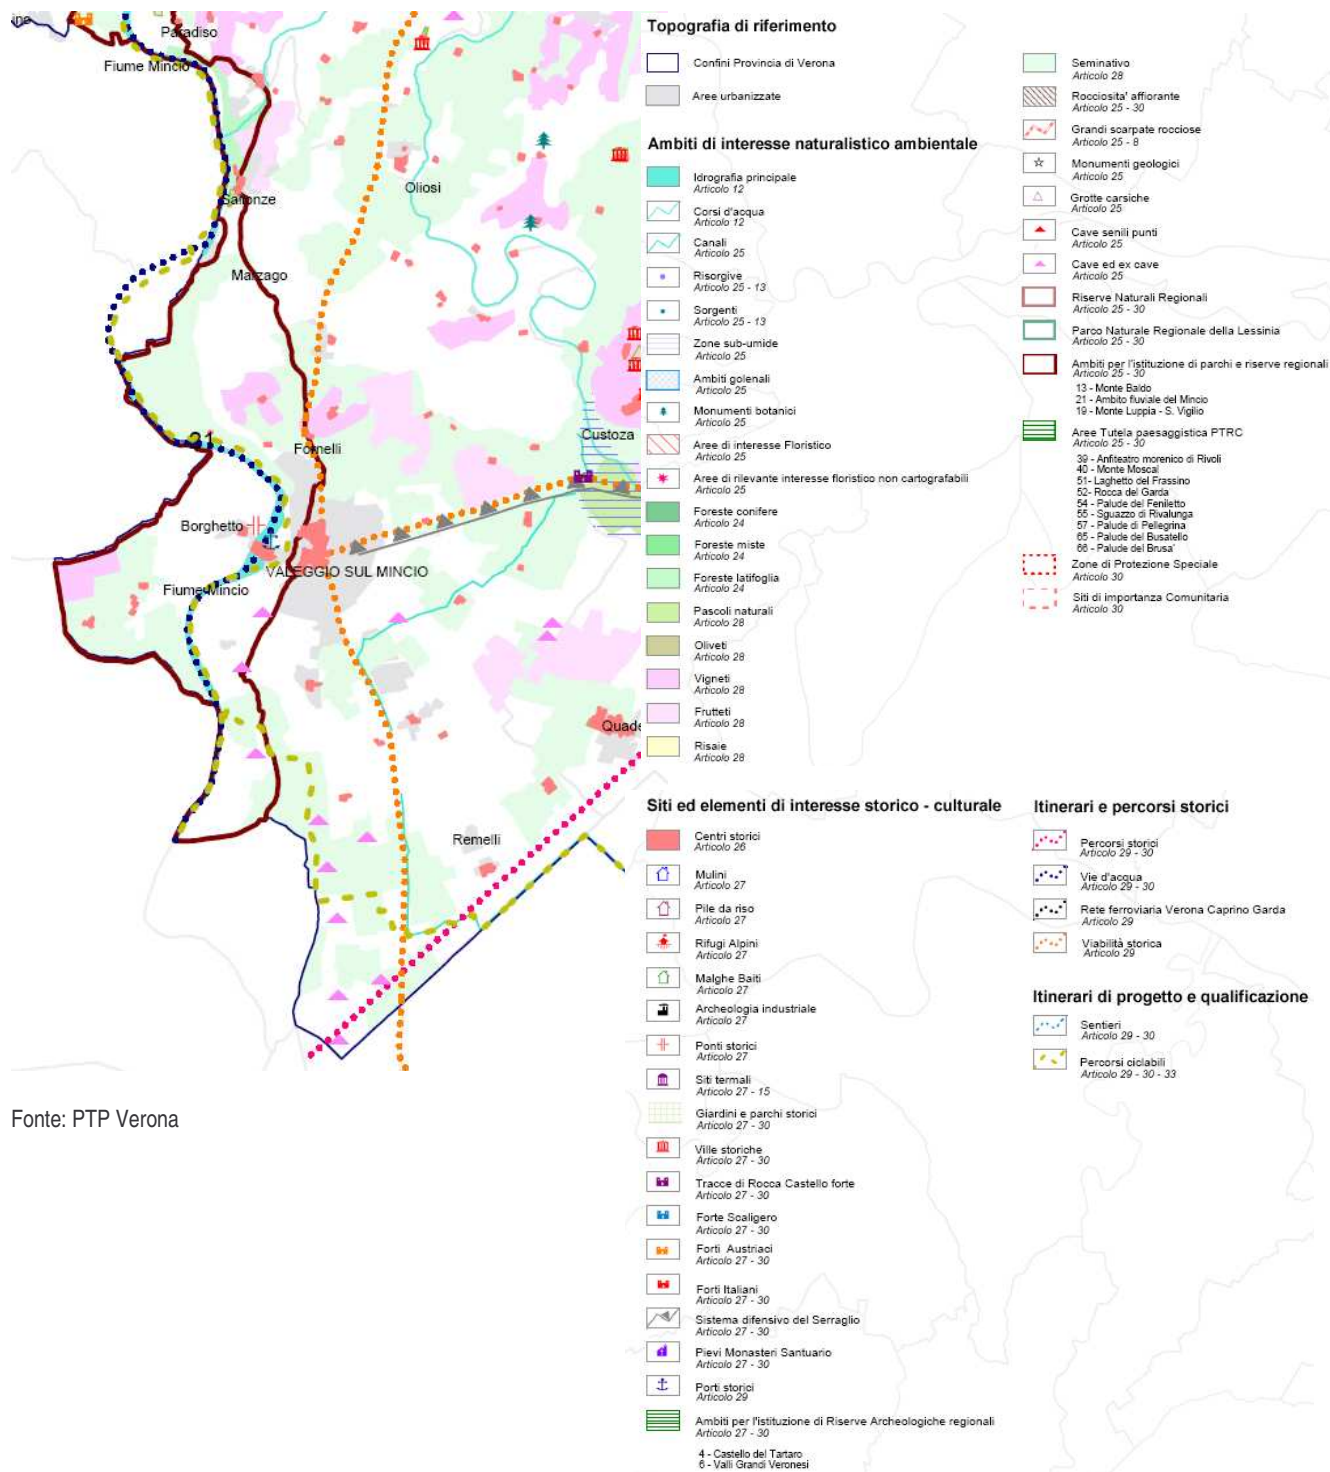 Paradiso
Fiume Mincio
Salionze
Oliosi
Marzago
21
Fornelli
Custoza
Borghetto
VALEGGIO SUL MINCIO
Fiume Mincio
Quade
Remelli
Fonte: PTP Verona
Topografia di riferimento
Confini Provincia di Verona
Aree urbanizzate
Ambiti di interesse naturalistico ambientale
Idrografia principale
Articolo 12
Corsi d'acqua
Articolo 12
Canali
Articolo 25
Risorgive
Articolo 25 - 13
Sorgenti
Articolo 25 - 13
Zone sub-umide
Articolo 25
Ambiti golenali
Articolo 25
Monumenti botanici
Articolo 25
Aree di interesse Floristico
Articolo 25
Aree di rilevante interesse floristico non cartografabili
Articolo 25
Foreste conifere
Articolo 24
Foreste miste
Articolo 24
Foreste latifoglia
Articolo 24
Pascoli naturali
Articolo 28
Oliveti
Articolo 28
Vigneti
Articolo 28
Frutteti
Articolo 28
Risaie
Articolo 28
Seminativo
Articolo 28
Rocciosita' affiorante
Articolo 25 - 30
Grandi scarpate rocciose
Articolo 25 - 8
Monumenti geologici
Articolo 25
Grotte carsiche
Articolo 25
Cave senili punti
Articolo 25
Cave ed ex cave
Articolo 25
Riserve Naturali Regionali
Articolo 25 - 30
Parco Naturale Regionale della Lessinia
Articolo 25 - 30
Ambiti per l'istituzione di parchi e riserve regionali
Articolo 25 - 30
13 - Monte Baldo
21 - Ambito fluviale del Mincio
19 - Monte Luppia - S. Vigilio
Aree Tutela paesaggistica PTRC
Articolo 25 - 30
39 - Anfiteatro morenico di Rivoli
40 - Monte Moscal
51- Laghetto del Frassino
52- Rocca del Garda
54 - Palude del Feniletto
55 - Sguazzo di Rivalunga
57 - Palude di Pellegrina
65 - Palude del Busatello
66 - Palude del Brusa'
Zone di Protezione Speciale
Articolo 30
Siti di importanza Comunitaria
Articolo 30
Siti ed elementi di interesse storico - culturale
Centri storici
Articolo 26
Mulini
Articolo 27
Pile da riso
Articolo 27
Rifugi Alpini
Articolo 27
Malghe Baiti
Articolo 27
Archeologia industriale
Articolo 27
Ponti storici
Articolo 27
Siti termali
Articolo 27 - 15
Giardini e parchi storici
Articolo 27 - 30
Ville storiche
Articolo 27 - 30
Tracce di Rocca Castello forte
Articolo 27 - 30
Forte Scaligero
Articolo 27 - 30
Forti Austriaci
Articolo 27 - 30
Forti Italiani
Articolo 27 - 30
Sistema difensivo del Serraglio
Articolo 27 - 30
Pievi Monasteri Santuario
Articolo 27 - 30
Porti storici
Articolo 29
Ambiti per l'istituzione di Riserve Archeologiche regionali
Articolo 27 - 30
4 - Castello del Tartaro
6 - Valli Grandi Veronesi
Itinerari e percorsi storici
Percorsi storici
Articolo 29 - 30
Vie d'acqua
Articolo 29 - 30
Rete ferroviaria Verona Caprino Garda
Articolo 29
Viabilità storica
Articolo 29
Itinerari di progetto e qualificazione
Sentieri
Articolo 29 - 30
Percorsi ciclabili
Articolo 29 - 30 - 33